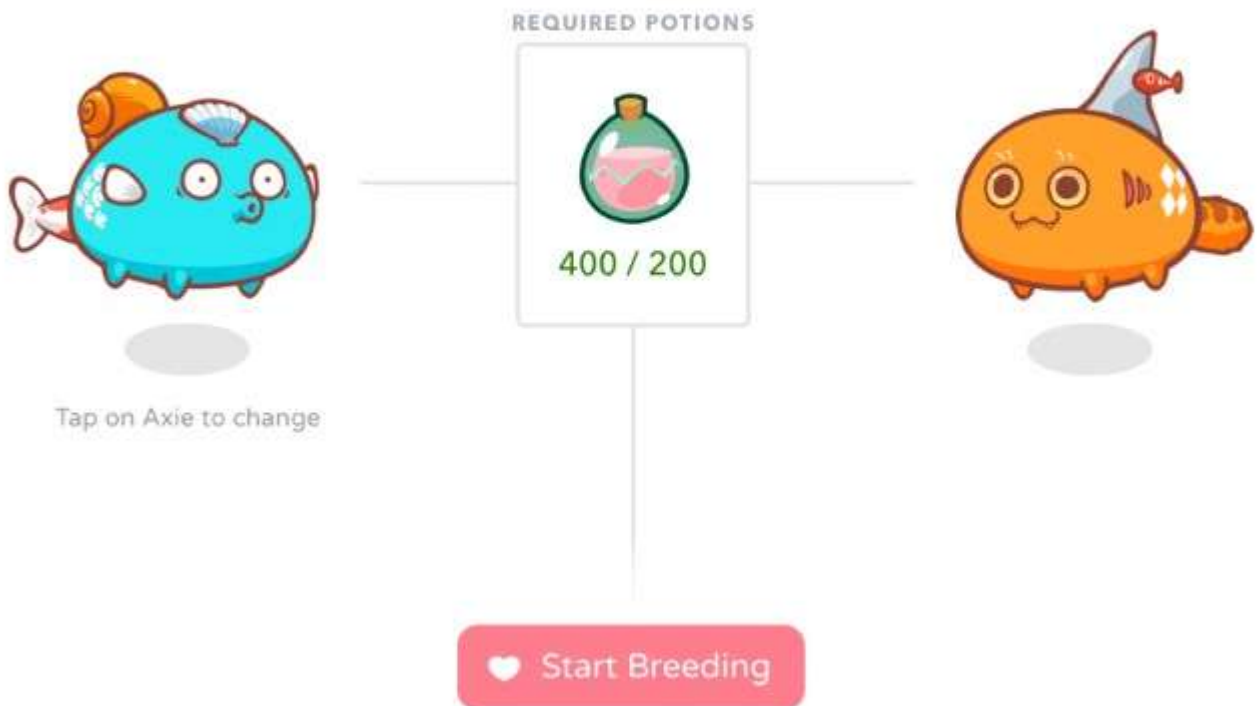 REQUIRED POTIONS
400 / 200
Tap on Axie to change
Start Breeding